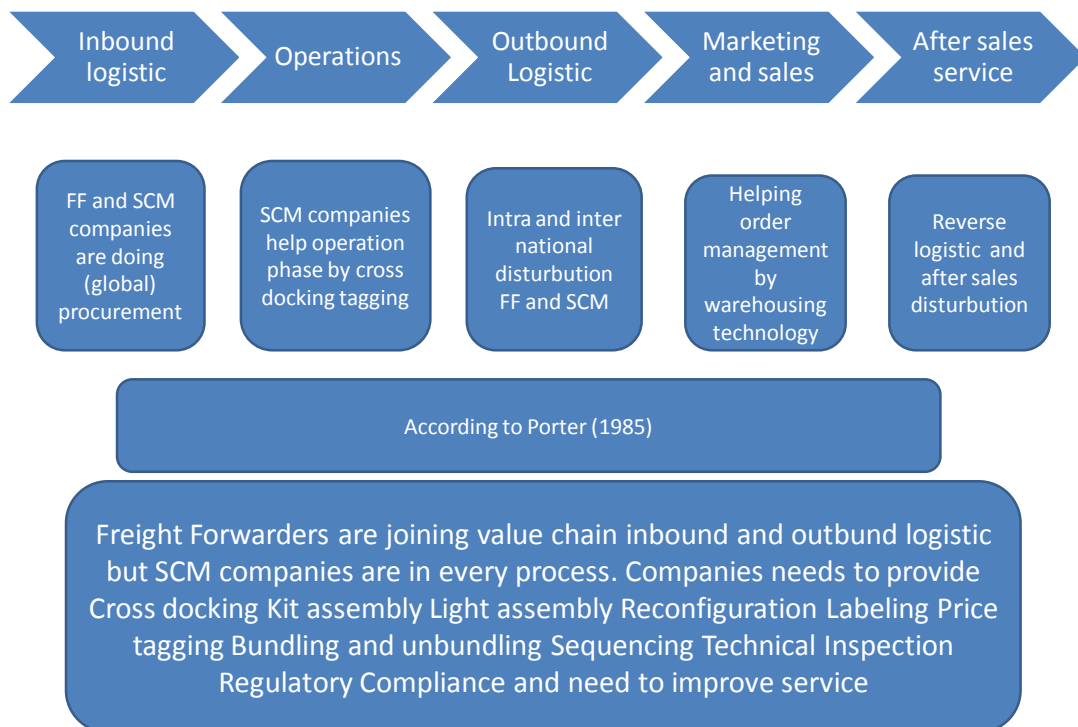 Inbound
logistic
Operations
Outbound
Logistic
Marketing
and sales
After sales
service
FF and SCM
companies
are doing
(global)
procurement
SCM companies
help operation
phase by cross
docking tagging
Intra and inter
national
disturbution
FF and SCM
Helping
order
management
by
warehousing
technology
Reverse
logistic and
after sales
disturbution
According to Porter (1985)
Freight Forwarders are joining value chain inbound and outbund logistic
but SCM companies are in every process. Companies needs to provide
Cross docking Kit assembly Light assembly Reconfiguration Labeling Price
tagging Bundling and unbundling Sequencing Technical Inspection
Regulatory Compliance and need to improve service